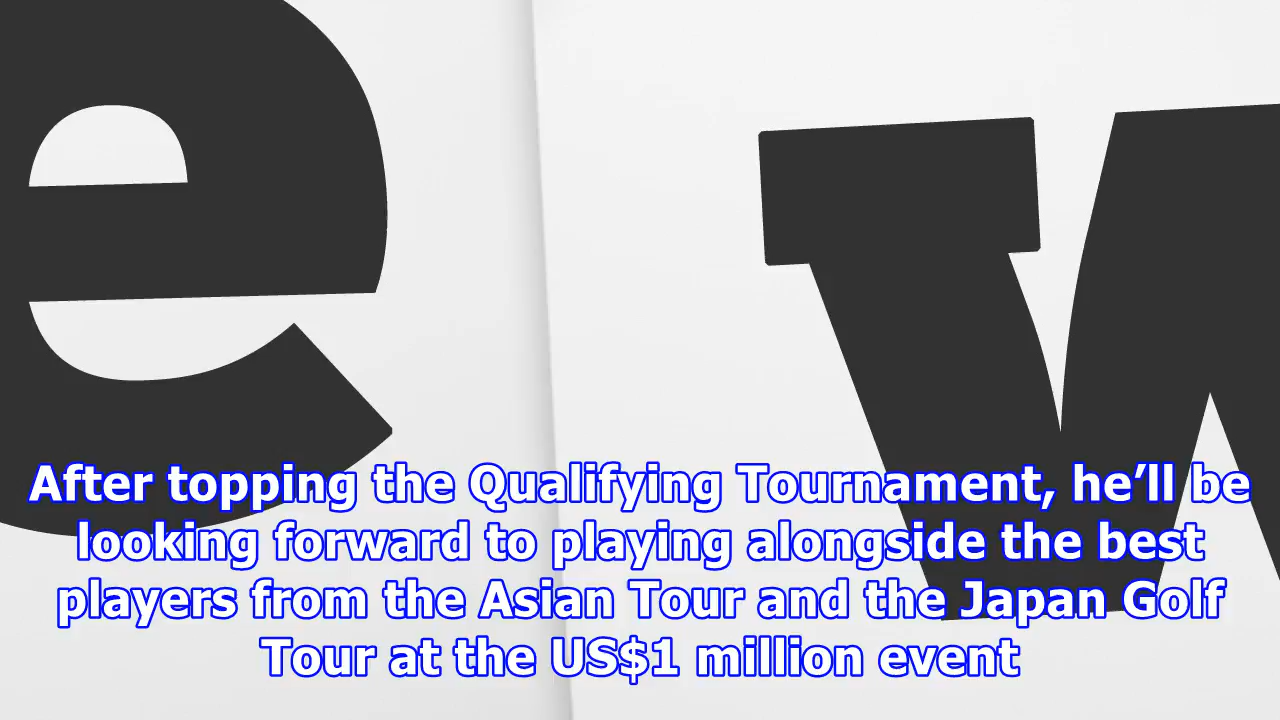 e w
After topping the Qualifying Tournament, he’ll be
looking forward to playing alongside the best
players from the Asian Tour and the Japan Golf
Tour at the US$1 million event